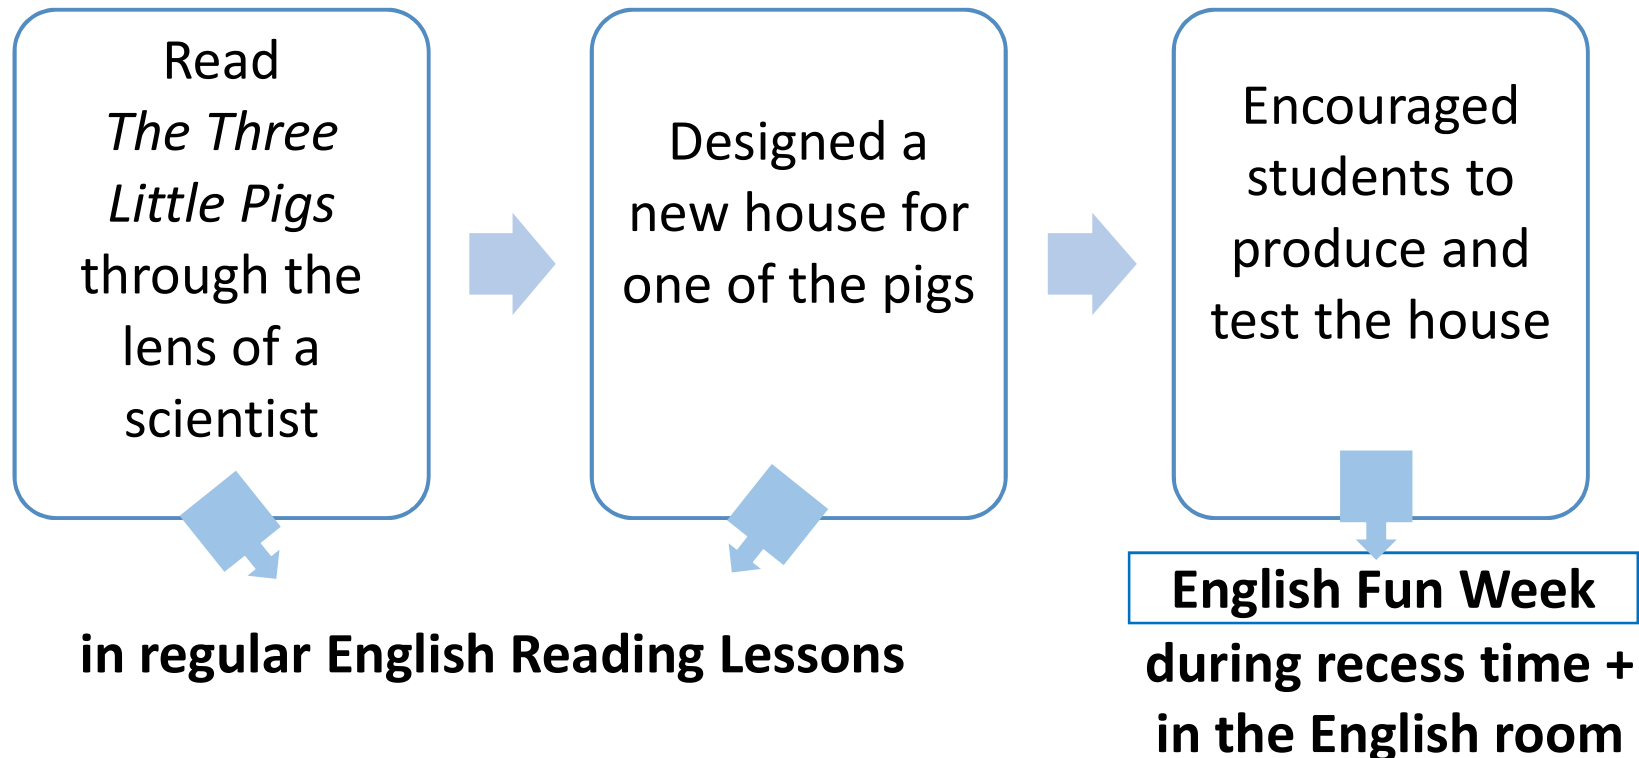 Read
The Three
Little Pigs
through the
lens of a
scientist
Designed a
new house for
one of the pigs
Encouraged
students to
produce and
test the house
in regular English Reading Lessons
English Fun Week
during recess time +
in the English room